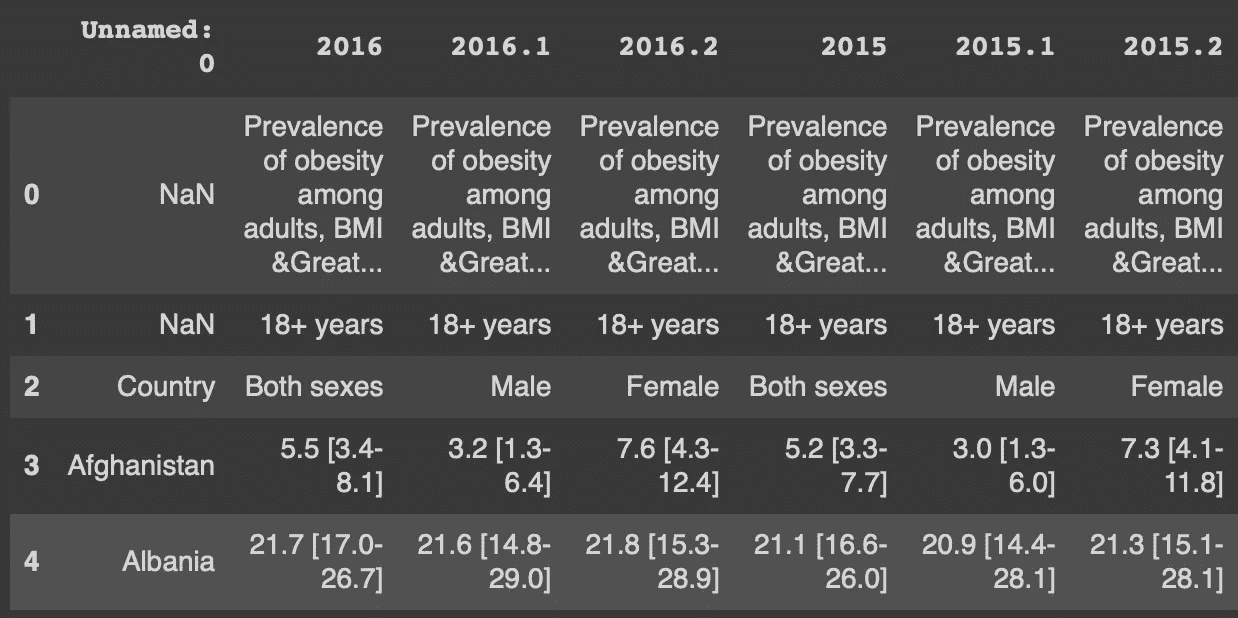 Unnamed: 0 2016 2016.1 2016.2 2015 2015.1 2015.2
0 NaN Prevalence of obesity among adults, BMI &Great... Prevalence of obesity among adults, BMI &Great... Prevalence of obesity among adults, BMI &Great... Prevalence of obesity among adults, BMI &Great... Prevalence of obesity among adults, BMI &Great... Prevalence of obesity among adults, BMI &Great...
1 NaN 18+ years 18+ years 18+ years 18+ years 18+ years 18+ years
2 Country Both sexes Male Female Both sexes Male Female
3 Afghanistan 5.5 [3.4-8.1] 3.2 [1.3-6.4] 7.6 [4.3-12.4] 5.2 [3.3-7.7] 3.0 [1.3-6.0] 7.3 [4.1-11.8]
4 Albania 21.7 [17.0-26.7] 21.6 [14.8-29.0] 21.8 [15.3-28.9] 21.1 [16.6-26.0] 20.9 [14.4-28.1] 21.3 [15.1-28.1]